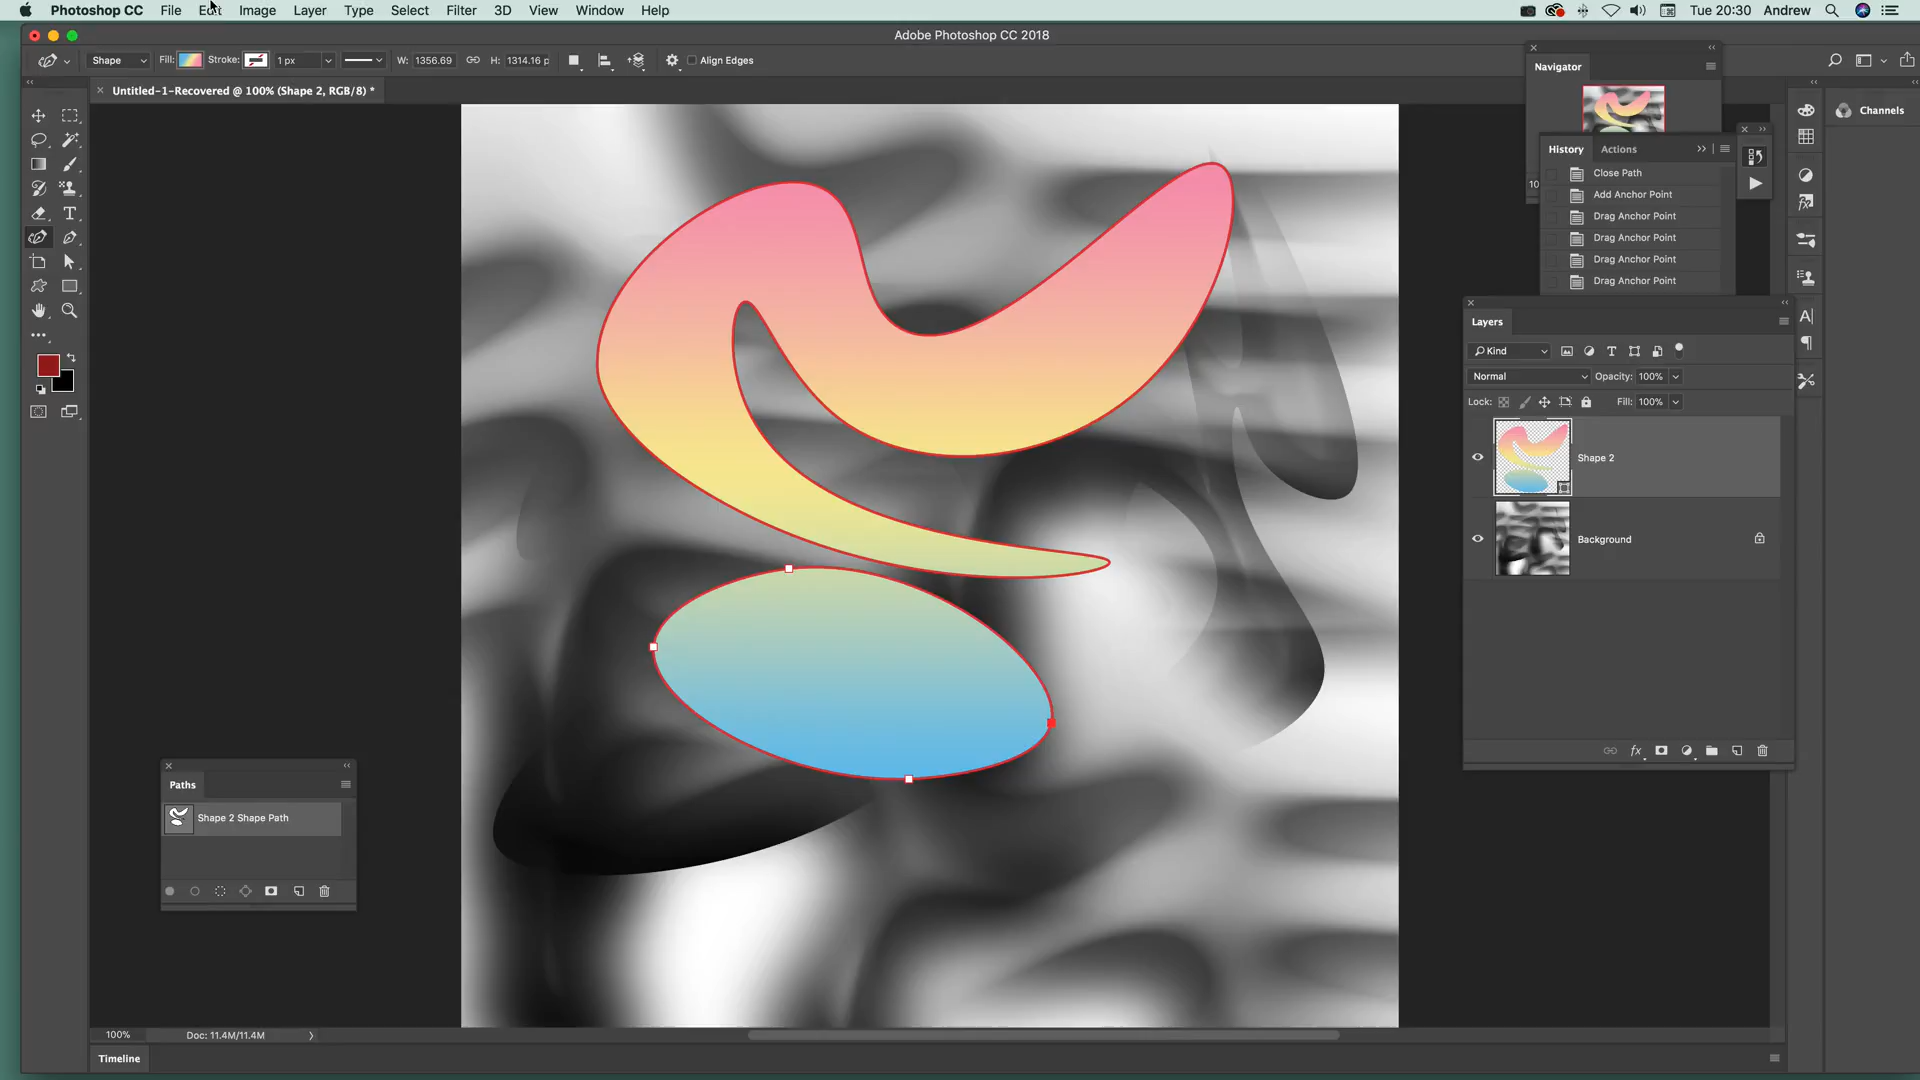 Photoshop CC File Edit Image Layer Type Select Filter 3D View Window Help Tue 20:30 Andrew
Adobe Photoshop CC 2018
Shape Fill: Stroke: 1 px W: 1356.69 H: 1314.16 p Align Edges
Untitled-1-Recovered @ 100% (Shape 2, RGB/8) *
Navigator
Channels
10
History Actions
Close Path
Add Anchor Point
Drag Anchor Point
Drag Anchor Point
Drag Anchor Point
Drag Anchor Point
Layers
Kind
Normal Opacity: 100%
Lock: Fill: 100%
Shape 2
Background
Paths
Shape 2 Shape Path
100% Doc: 11.4M/11.4M
Timeline